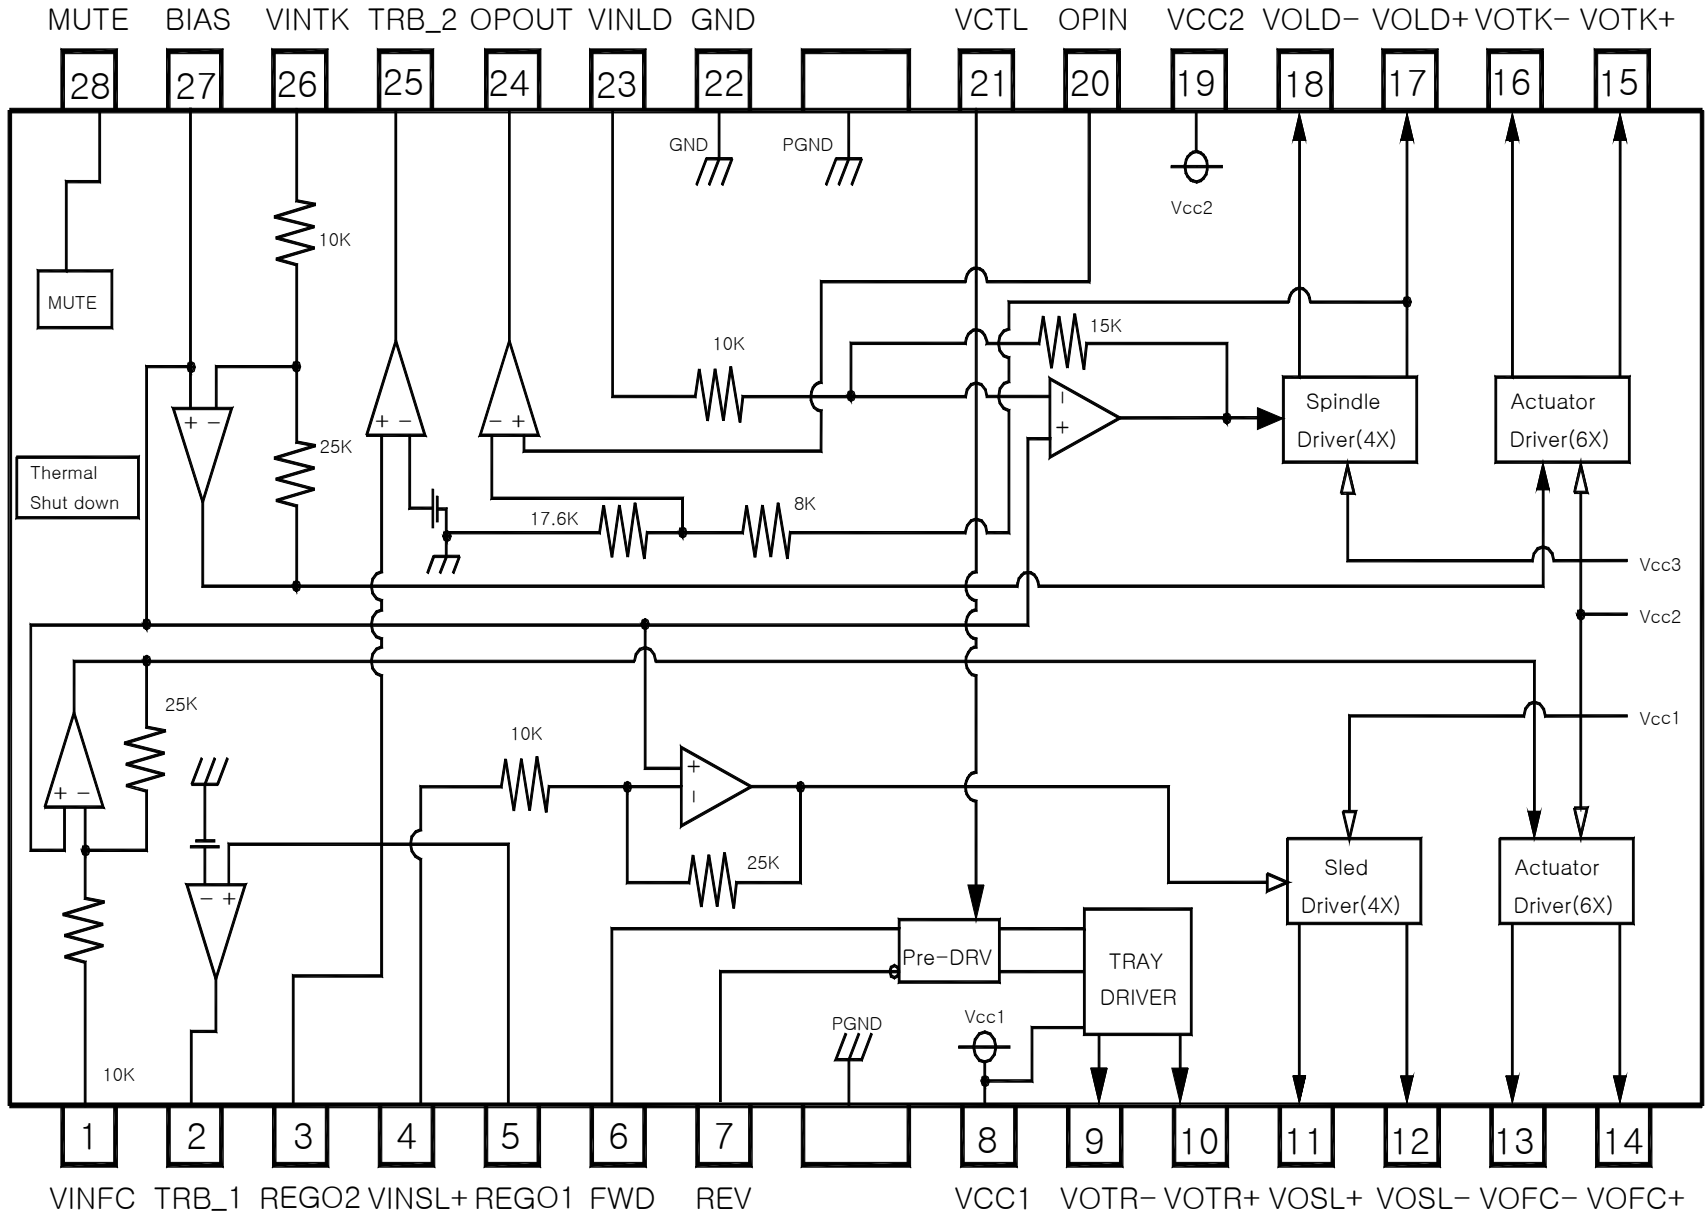 MUTE BIAS VINTK TRB_2 OPOUT VINLD GND VCTL OPIN VCC2 VOLD- VOLD+ VOTK- VOTK+
28 27 26 25 24 23 22 21 20 19 18 17 16 15
GND PGND
Vcc2
10K
MUTE
15K
10K
Spindle
Driver(4X)
Actuator
Driver(6X)
+ -
+ -
- +
-
+
25K
Thermal
Shut down
17.6K
8K
Vcc3
Vcc2
25K
Vcc1
10K
+
-
+ -
25K
Sled
Driver(4X)
Actuator
Driver(6X)
- +
Pre-DRV
TRAY
DRIVER
PGND
Vcc1
10K
1 2 3 4 5 6 7 8 9 10 11 12 13 14
VINFC TRB_1 REGO2 VINSL+ REGO1 FWD REV VCC1 VOTR- VOTR+ VOSL+ VOSL- VOFC- VOFC+